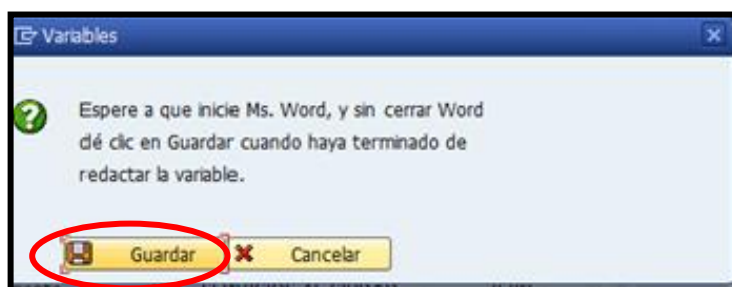 Variables
Espere a que inicie Ms. Word, y sin cerrar Word
dé clic en Guardar cuando haya terminado de
redactar la variable.
Guardar Cancelar